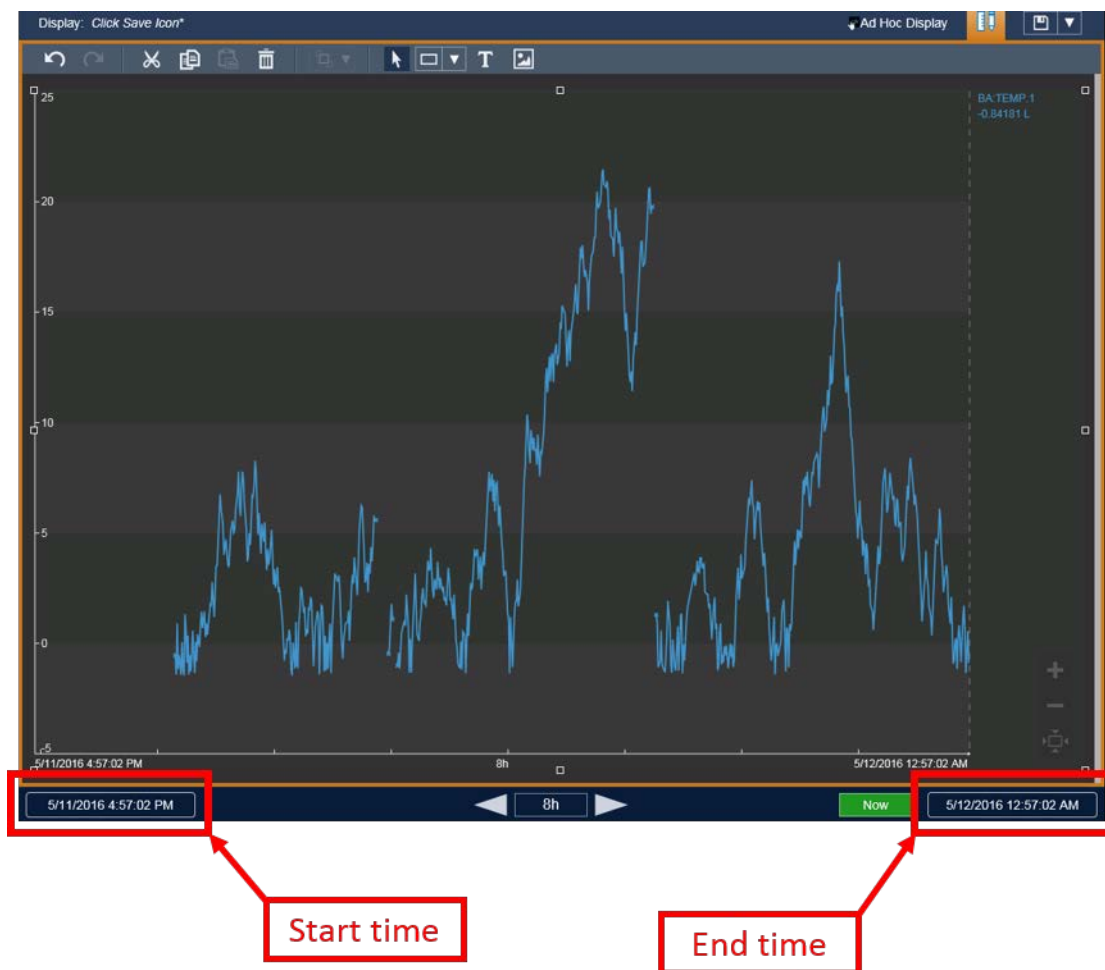 Display: Click Save Icon*
Ad Hoc Display
T
BA:TEMP.1
-0.84181 L
25
20
15
10
5
0
-5
5/11/2016 4:57:02 PM
8h
5/12/2016 12:57:02 AM
5/11/2016 4:57:02 PM
8h
Now
5/12/2016 12:57:02 AM
Start time
End time